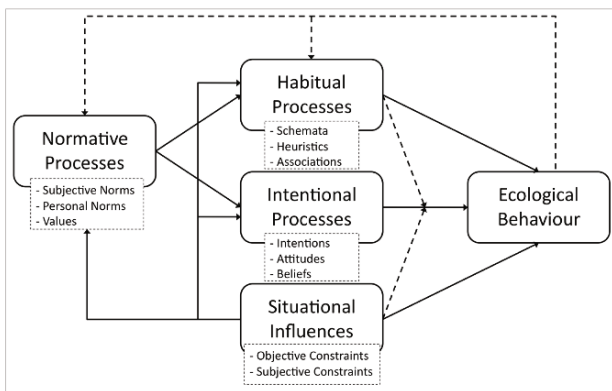 Normative
Processes
- Subjective Norms
- Personal Norms
- Values
Habitual
Processes
- Schemata
- Heuristics
- Associations
Intentional
Processes
- Intentions
- Attitudes
- Beliefs
Situational
Influences
- Objective Constraints
- Subjective Constraints
Ecological
Behaviour